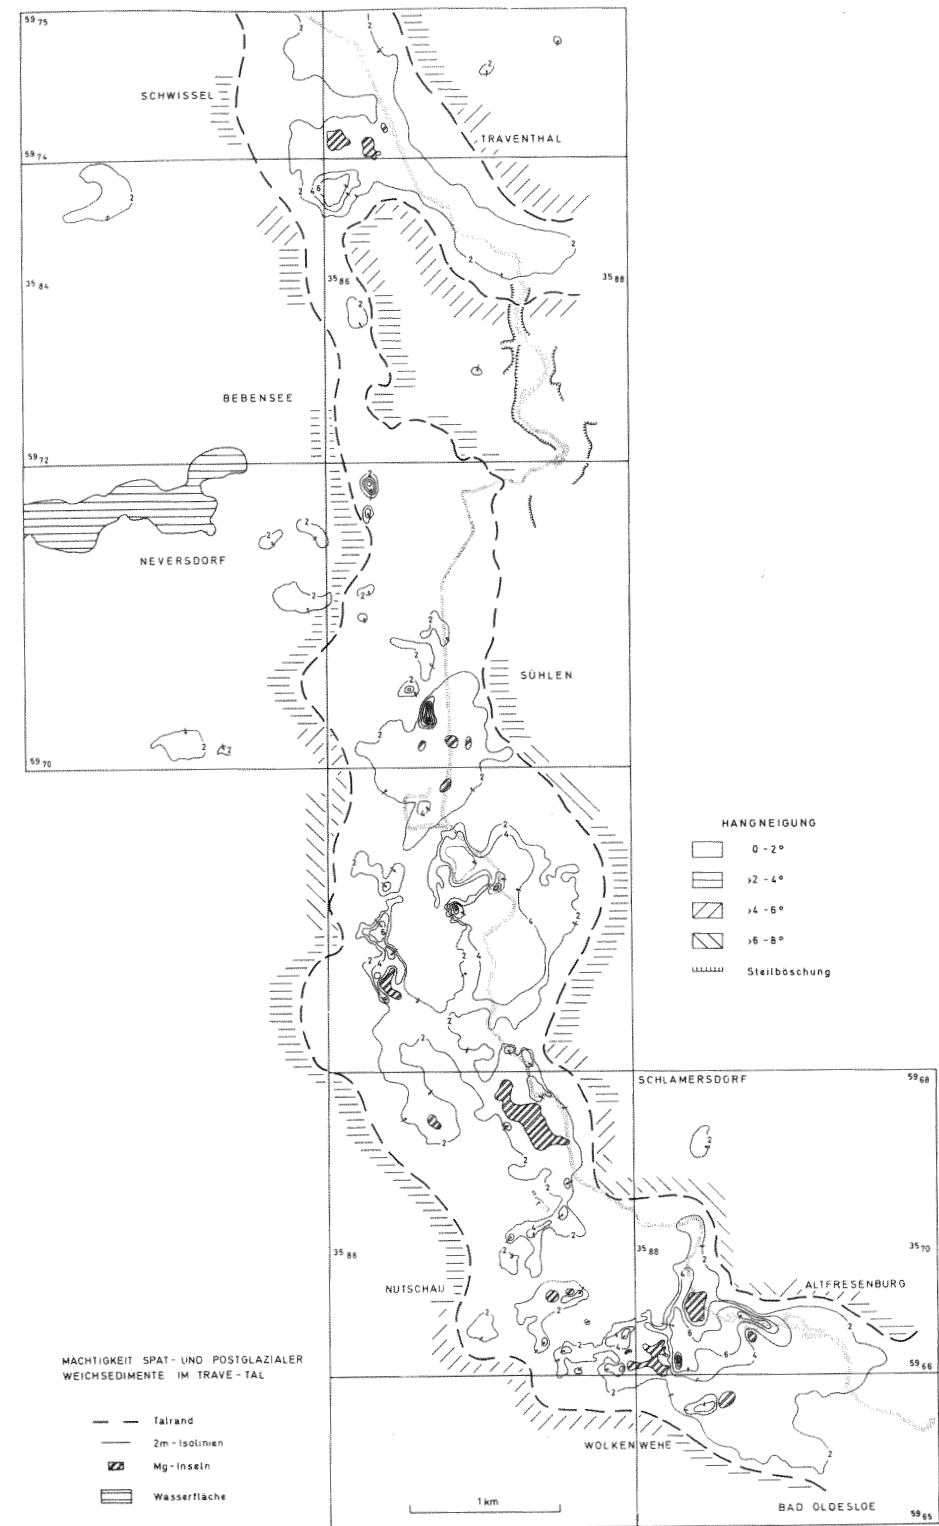 59 75
SCHWISSEL
TRAVENTHAL
59 74
35 84
35 86
35 88
BEBENSEE
59 72
NEVERSDORF
SÜHLEN
59 70
HANGNEIGUNG
0 - 2°
>2 - 4°
>4 - 6°
>6 - 8°
Steilböschung
SCHLAMERSDORF
59 68
35 86
35 88
35 70
NÜTSCHAU
ALTFRESENBURG
MÄCHTIGKEIT SPÄT- UND POSTGLAZIALER
WEICHSEDIMENTE IM TRAVE-TAL
59 66
Talrand
2m-Isolinien
Mg-Inseln
Wasserfläche
WOLKENWEHE
1 km
BAD OLDESLOE
59 65